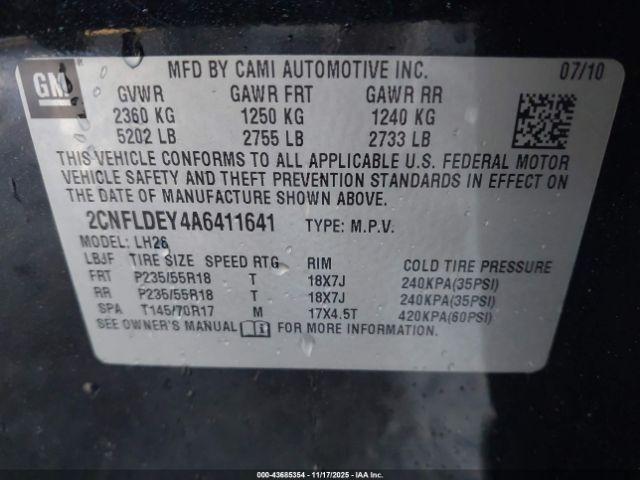 GM
MFD BY CAMI AUTOMOTIVE INC. 07/10
GVWR GAWR FRT GAWR RR
2360 KG 1250 KG 1240 KG
5202 LB 2755 LB 2733 LB
THIS VEHICLE CONFORMS TO ALL APPLICABLE U.S. FEDERAL MOTOR
VEHICLE SAFETY AND THEFT PREVENTION STANDARDS IN EFFECT ON
THE DATE OF MANUFACTURE SHOWN ABOVE.
2CNFLDEY4A6411641 TYPE: M.P.V.
MODEL: LH26
LBJF TIRE SIZE SPEED RTG RIM COLD TIRE PRESSURE
FRT P235/55R18 T 18X7J 240KPA(35PSI)
RR P235/55R18 T 18X7J 240KPA(35PSI)
SPA T145/70R17 M 17X4.5T 420KPA(60PSI)
SEE OWNER'S MANUAL FOR MORE INFORMATION.
2-43685354 | 11/17/2025 | IAAI.COM